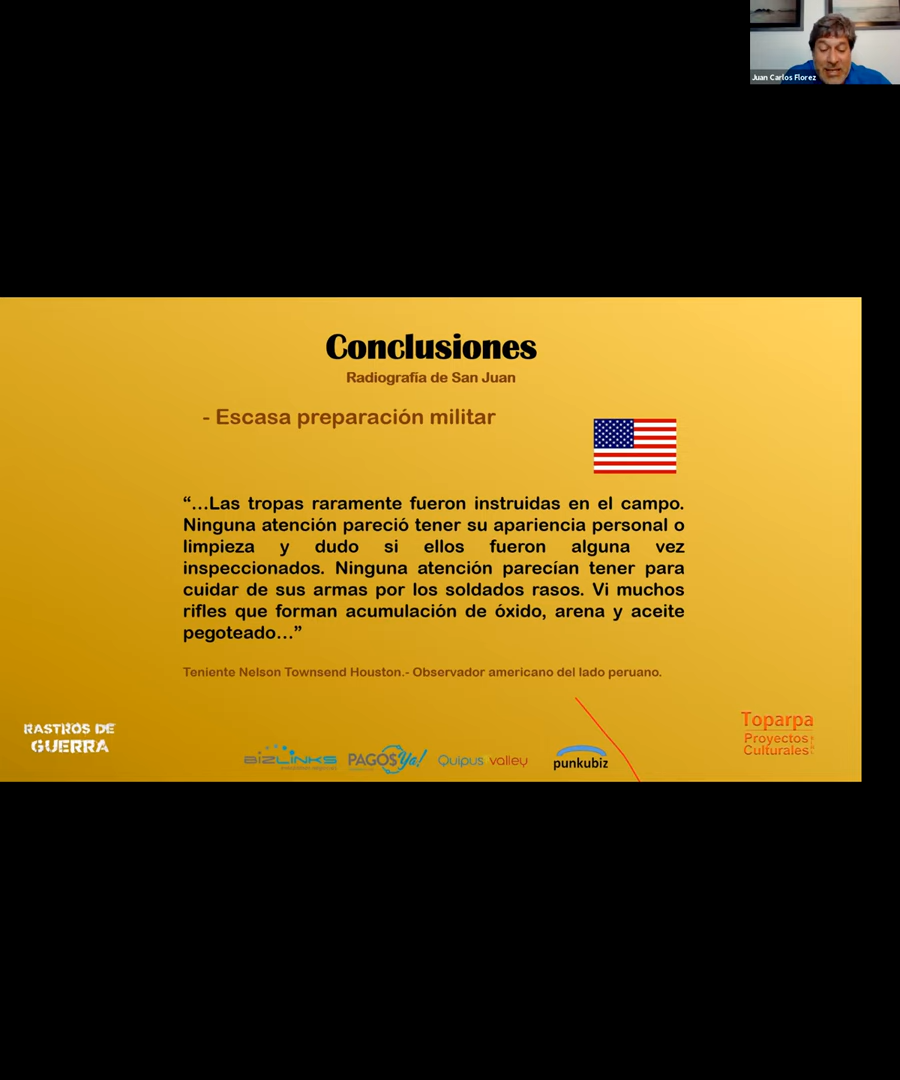 Juan Carlos Florez
Conclusiones
Radiografía de San Juan
- Escasa preparación militar
“...Las tropas raramente fueron instruidas en el campo.
Ninguna atención pareció tener su apariencia personal o
limpieza y dudo si ellos fueron alguna vez
inspeccionados. Ninguna atención parecían tener para
cuidar de sus armas por los soldados rasos. Vi muchos
rifles que forman acumulación de óxido, arena y aceite
pegoteado...”
Teniente Nelson Townsend Houston.- Observador americano del lado peruano.
RASTROS DE
GUERRA
BIZLINKS
PAGOS Ya!
Quipus valley
punkubiz
Toparpa
Proyectos
Culturales